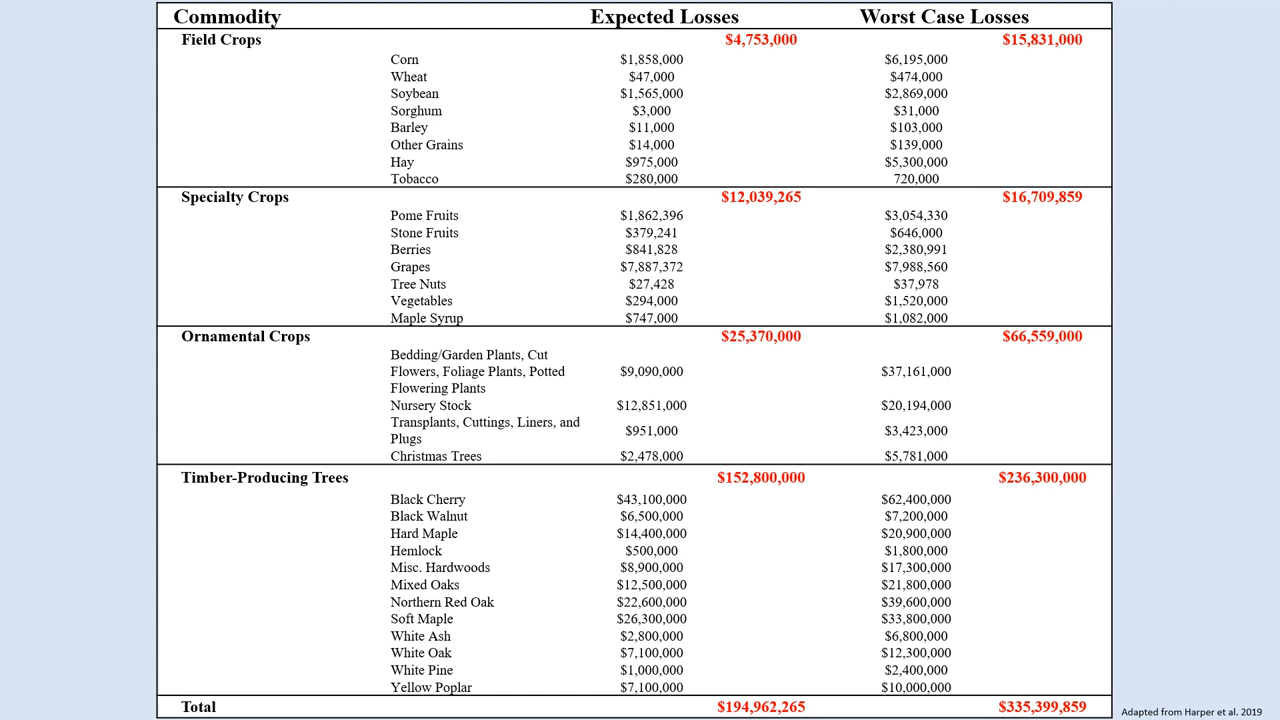 Commodity Expected Losses Worst Case Losses
Field Crops $4,753,000 $15,831,000
Corn $1,858,000 $6,195,000
Wheat $47,000 $474,000
Soybean $1,565,000 $2,869,000
Sorghum $3,000 $31,000
Barley $11,000 $103,000
Other Grains $14,000 $139,000
Hay $975,000 $5,300,000
Tobacco $280,000 720,000
Specialty Crops $12,039,265 $16,709,859
Pome Fruits $1,862,396 $3,054,330
Stone Fruits $379,241 $646,000
Berries $841,828 $2,380,991
Grapes $7,887,372 $7,988,560
Tree Nuts $27,428 $37,978
Vegetables $294,000 $1,520,000
Maple Syrup $747,000 $1,082,000
Ornamental Crops $25,370,000 $66,559,000
Bedding/Garden Plants, Cut
Flowers, Foliage Plants, Potted $9,090,000 $37,161,000
Flowering Plants
Nursery Stock $12,851,000 $20,194,000
Transplants, Cuttings, Liners, and
Plugs $951,000 $3,423,000
Christmas Trees $2,478,000 $5,781,000
Timber-Producing Trees $152,800,000 $236,300,000
Black Cherry $43,100,000 $62,400,000
Black Walnut $6,500,000 $7,200,000
Hard Maple $14,400,000 $20,900,000
Hemlock $500,000 $1,800,000
Misc. Hardwoods $8,900,000 $17,300,000
Mixed Oaks $12,500,000 $21,800,000
Northern Red Oak $22,600,000 $39,600,000
Soft Maple $26,300,000 $33,800,000
White Ash $2,800,000 $6,800,000
White Oak $7,100,000 $12,300,000
White Pine $1,000,000 $2,400,000
Yellow Poplar $7,100,000 $10,000,000
Total $194,962,265 $335,399,859
Adapted from Harper et al. 2019